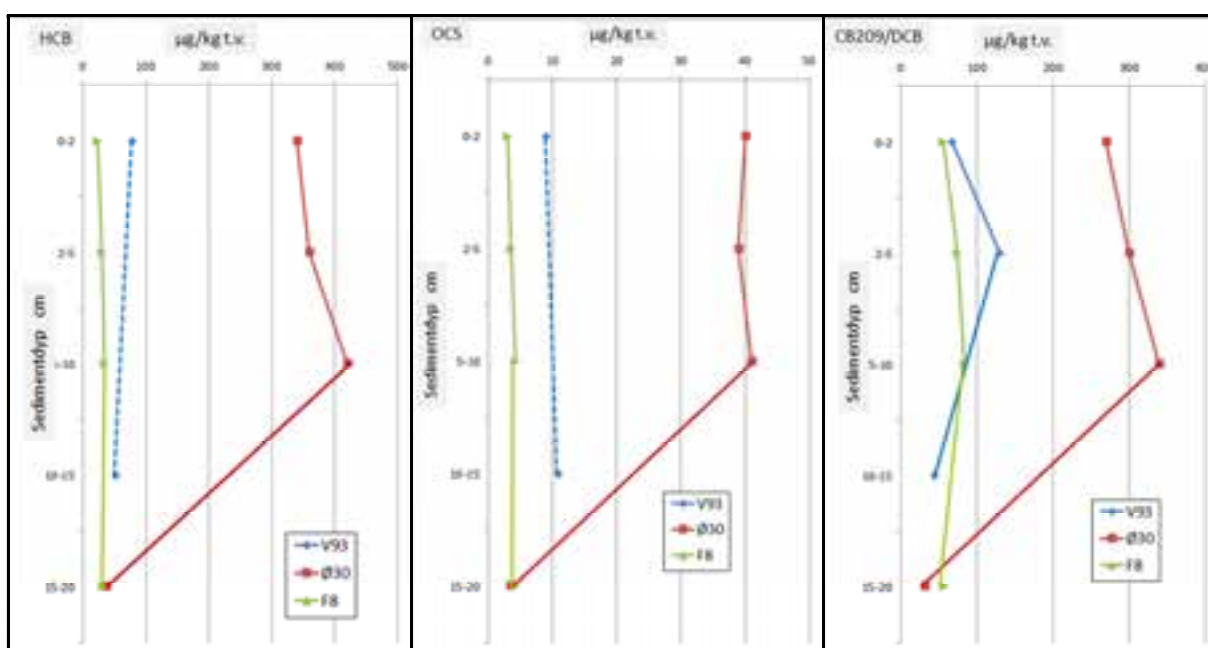 HCB
µg/kg t.v.
0 100 200 300 400 500
0-2
2-5
5-10
10-15
15-20
Sedimentdyp cm
V93
Ø30
F8
OCS
µg/kg t.v.
0 10 20 30 40 50
0-2
2-5
5-10
10-15
15-20
Sedimentdyp cm
V93
Ø30
F8
CB209/DCB
µg/kg t.v.
0 100 200 300
0-2
2-5
5-10
10-15
15-20
Sedimentdyp cm
V93
Ø30
F8